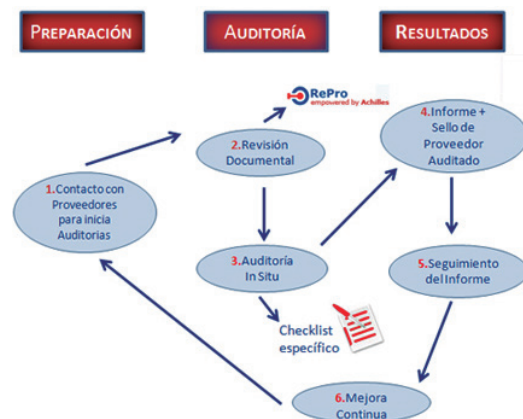 PREPARACIÓN
AUDITORÍA
RESULTADOS
RePro
empowered by Achilles
4.Informe +
Sello de
Proveedor
Auditado
2.Revisión
Documental
1.Contacto con
Proveedores
para inicia
Auditorias
3.Auditoría
In Situ
5.Seguimiento
del Informe
Checklist
específico
6.Mejora
Continua